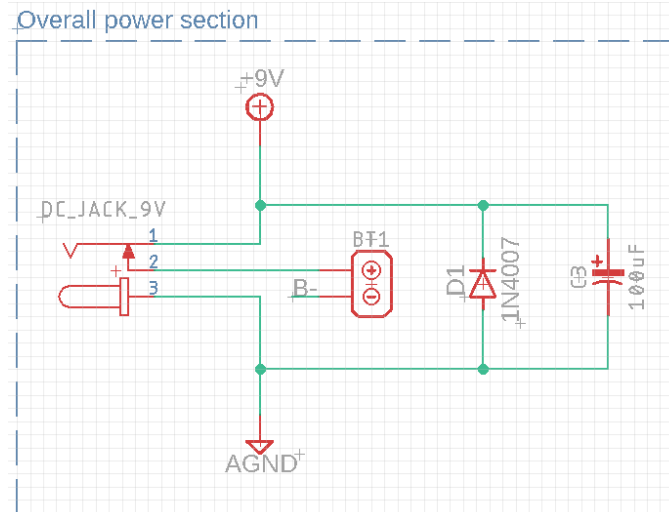 Overall power section
+9V
DC_JACK_9V
1
2
3
+
BT1
B-
D1
1N4007
+
C3
100uF
AGND